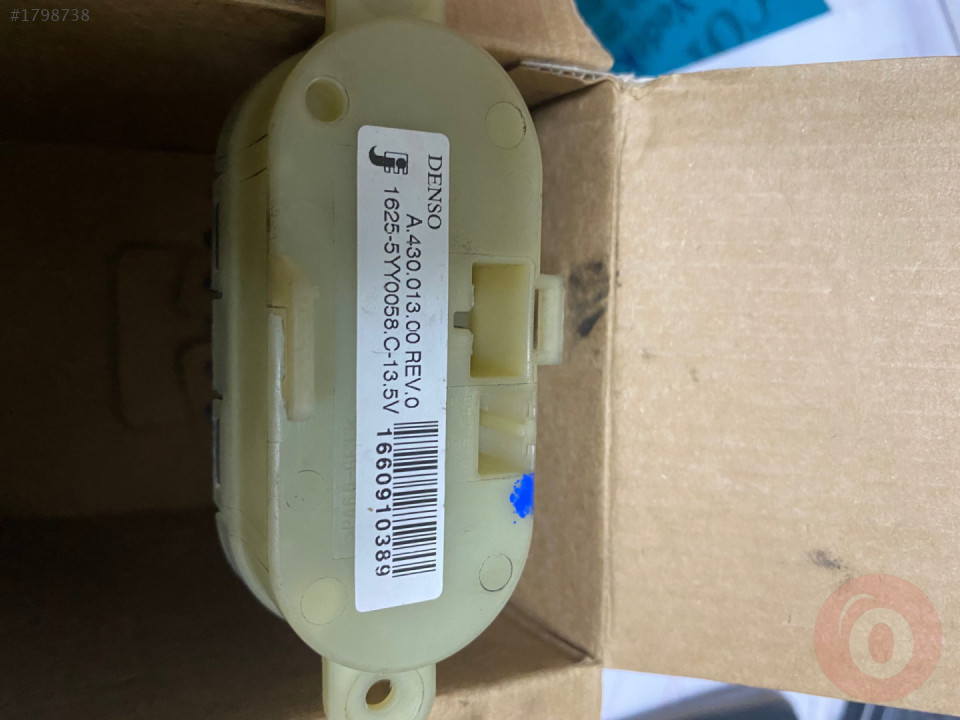 #1798738
DENSO
A.430.013.00 REV.0
1625-5YY0058.C-13.5V
1660910389